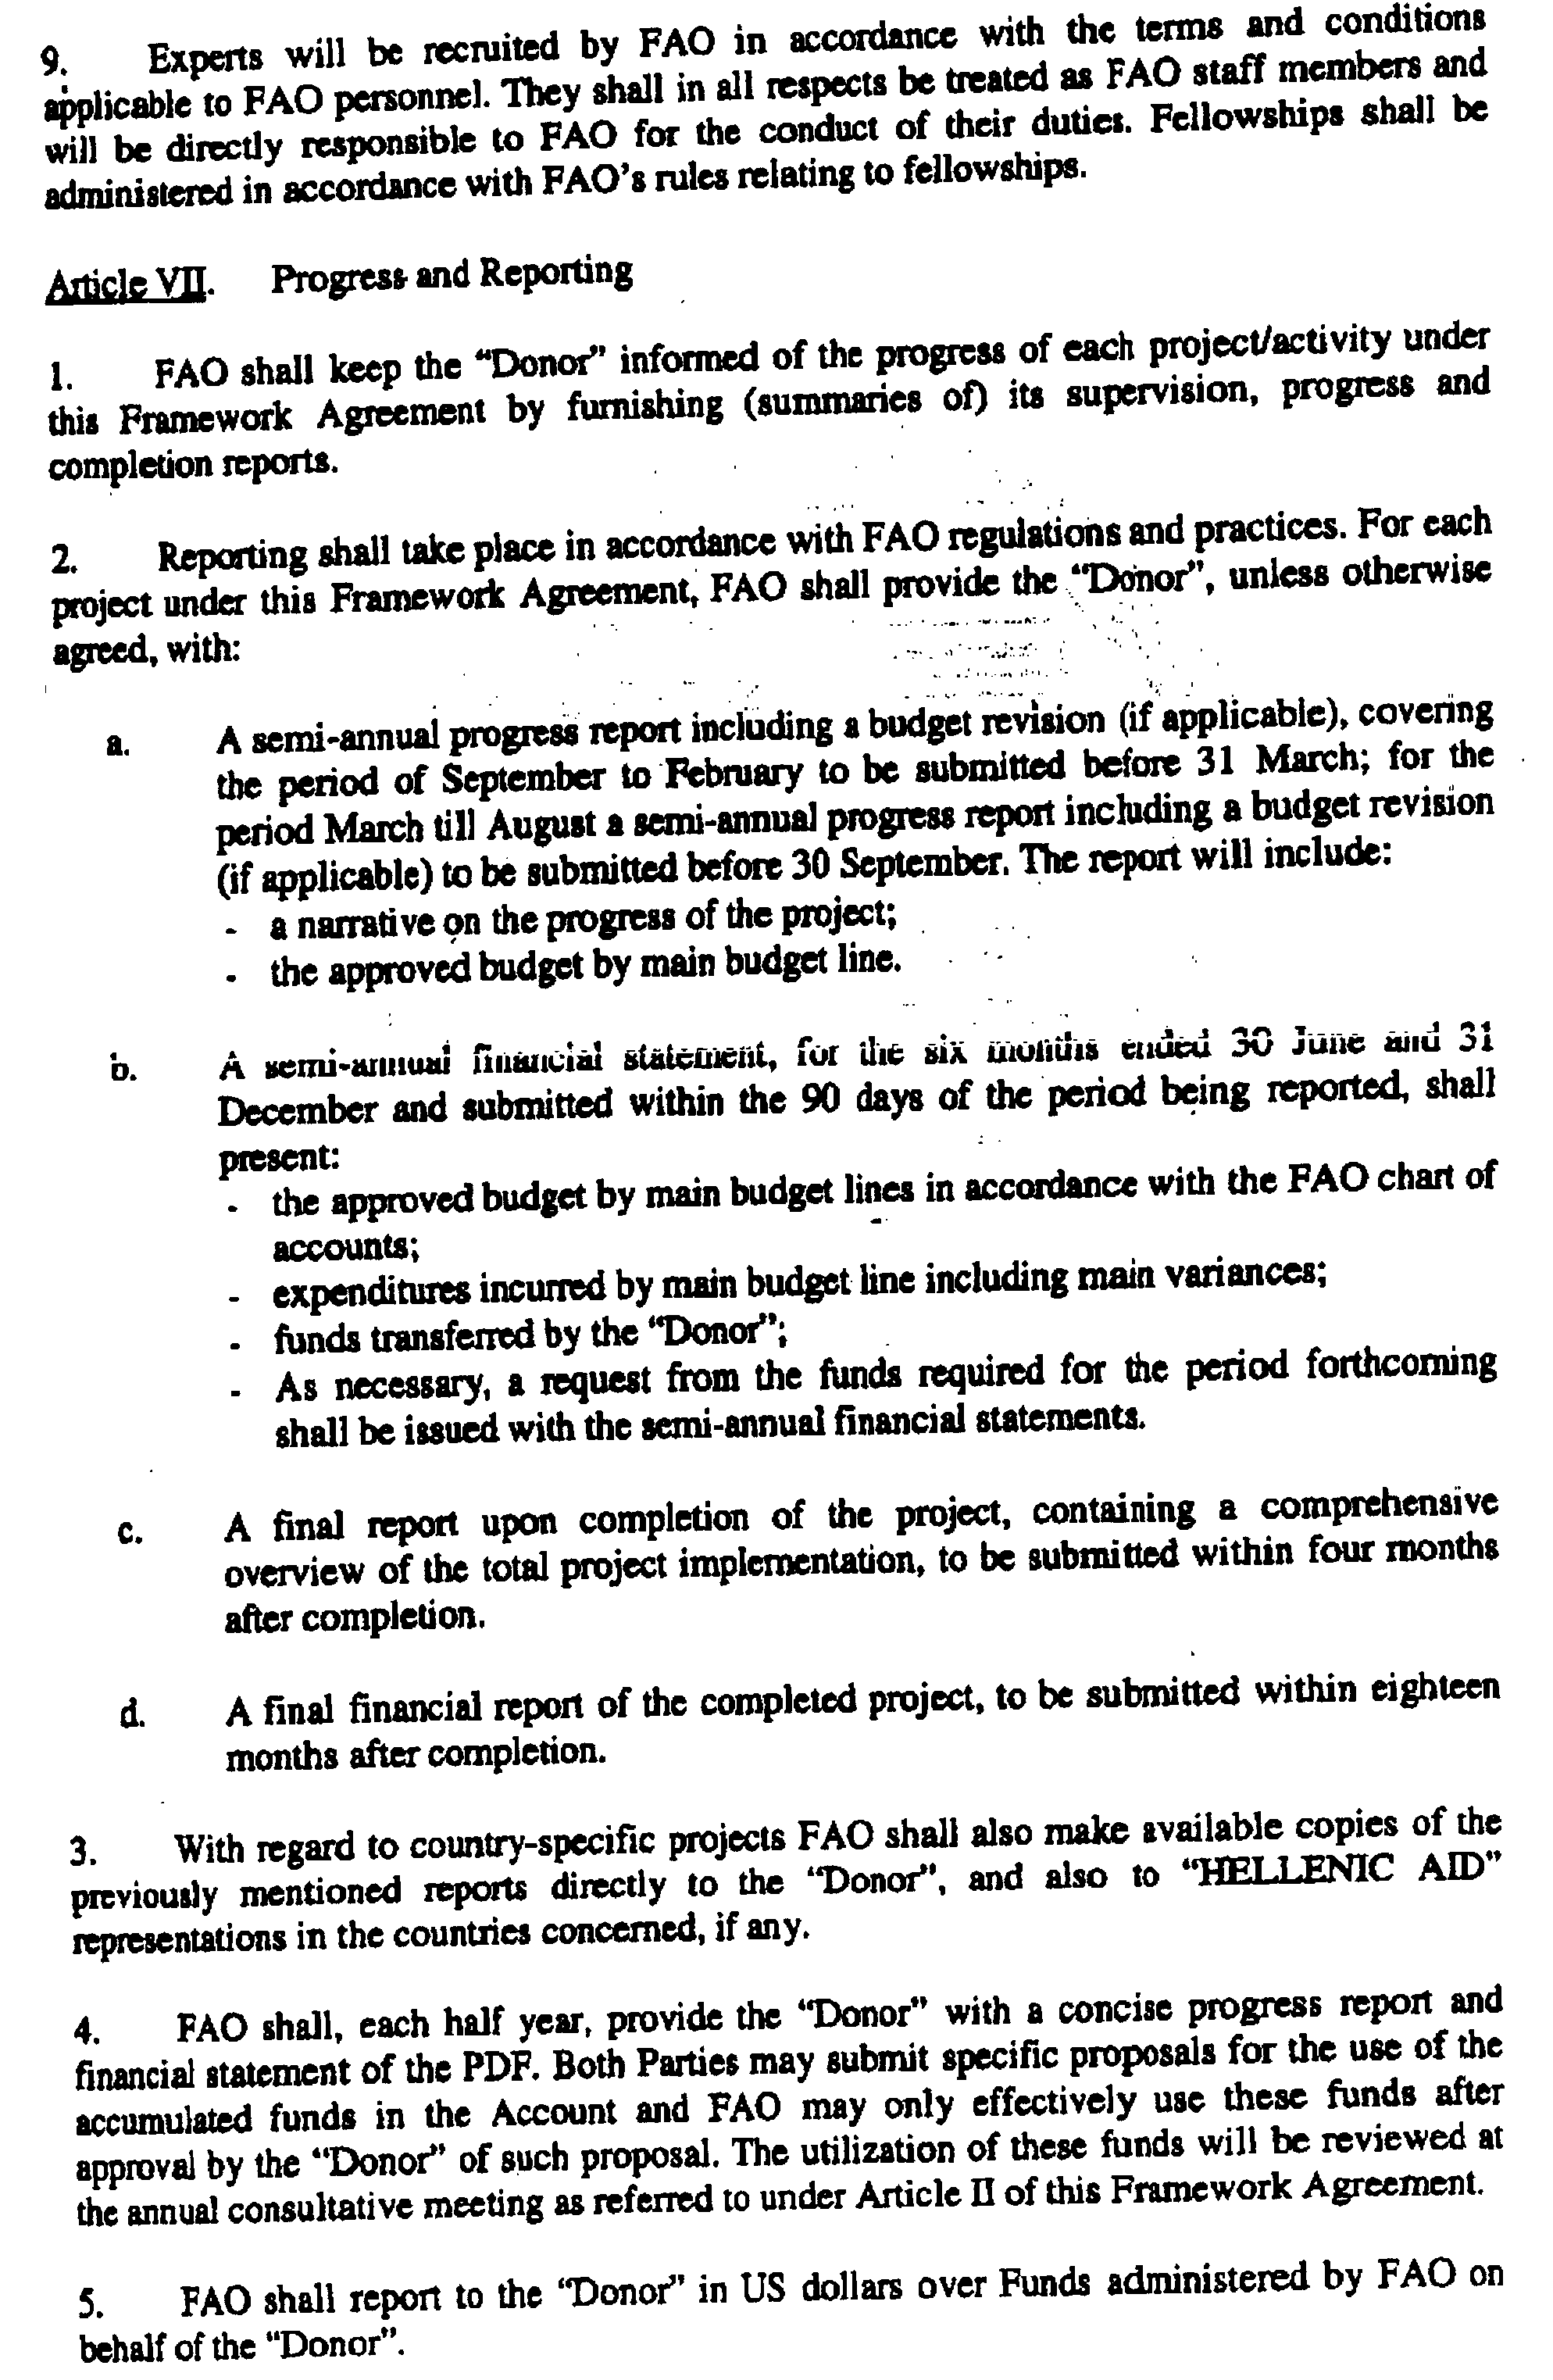 9. Experts will be recruited by FAO in accordance with the terms and conditions
applicable to FAO personnel. They shall in all respects be treated as FAO staff members and
will be directly responsible to FAO for the conduct of their duties. Fellowships shall be
administered in accordance with FAO's rules relating to fellowships.
Article VII. Progress and Reporting
1. FAO shall keep the "Donor" informed of the progress of each project/activity under
this Framework Agreement by furnishing (summaries of) its supervision, progress and
completion reports.
2. Reporting shall take place in accordance with FAO regulations and practices. For each
project under this Framework Agreement, FAO shall provide the "Donor", unless otherwise
agreed, with:
a. A semi-annual progress report including a budget revision (if applicable), covering
the period of September to February to be submitted before 31 March; for the
period March till August a semi-annual progress report including a budget revision
(if applicable) to be submitted before 30 September. The report will include:
- a narrative on the progress of the project;
- the approved budget by main budget line.
b. A semi-annual financial statement, for the six months ended 30 June and 31
December and submitted within the 90 days of the period being reported, shall
present:
- the approved budget by main budget lines in accordance with the FAO chart of
accounts;
- expenditures incurred by main budget line including main variances;
- funds transferred by the "Donor";
- As necessary, a request from the funds required for the period forthcoming
shall be issued with the semi-annual financial statements.
c. A final report upon completion of the project, containing a comprehensive
overview of the total project implementation, to be submitted within four months
after completion.
d. A final financial report of the completed project, to be submitted within eighteen
months after completion.
3. With regard to country-specific projects FAO shall also make available copies of the
previously mentioned reports directly to the "Donor", and also to "HELLENIC AID"
representations in the countries concerned, if any.
4. FAO shall, each half year, provide the "Donor" with a concise progress report and
financial statement of the PDF. Both Parties may submit specific proposals for the use of the
accumulated funds in the Account and FAO may only effectively use these funds after
approval by the "Donor" of such proposal. The utilization of these funds will be reviewed at
the annual consultative meeting as referred to under Article II of this Framework Agreement.
5. FAO shall report to the "Donor" in US dollars over Funds administered by FAO on
behalf of the "Donor".